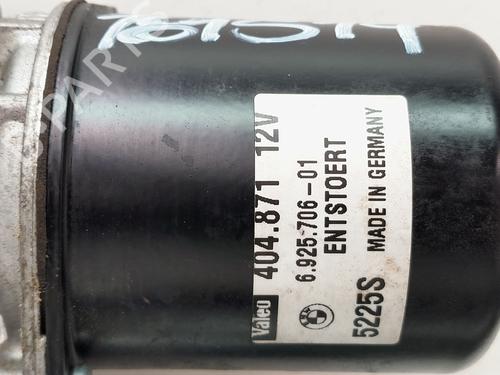 Valeo 404.871 12V
6.925-706-01
ENTSTOERT
5225S MADE IN GERMANY